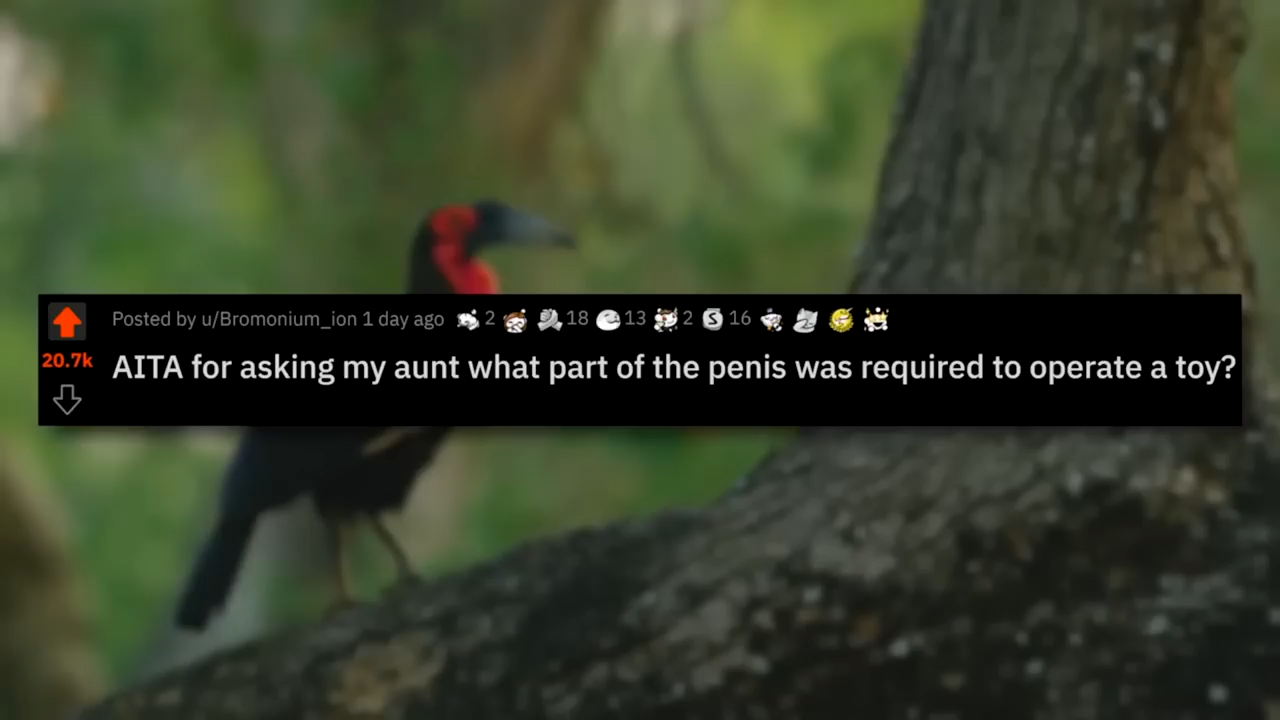 Posted by u/Bromonium_ion 1 day ago 2 18 13 2 S 16
20.7k
AITA for asking my aunt what part of the penis was required to operate a toy?